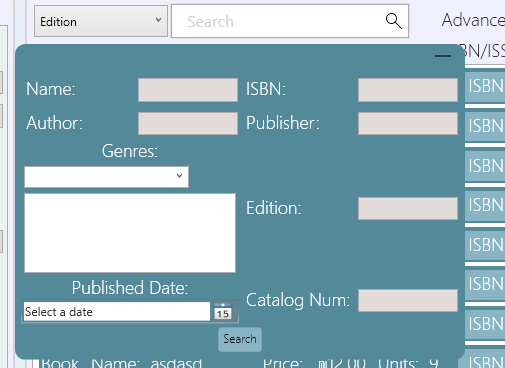 Edition Search Advance
BN/ISS
Name: ISBN: ISBN
Author: Publisher: ISBN
Genres:
ISBN
ISBN
Edition: ISBN
ISBN
Published Date: ISBN
Select a date 15 Catalog Num:
ISBN
Search
Book Name: asdasd Price: ₪12.00 Units: 9